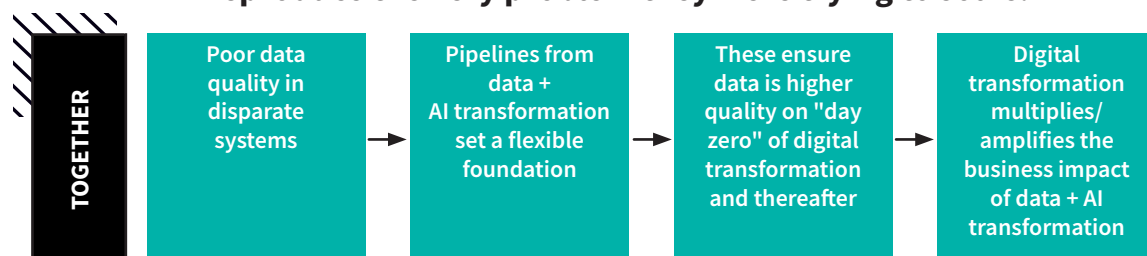 TOGETHER
Poor data
quality in
disparate
systems
Pipelines from
data +
AI transformation
set a flexible
foundation
These ensure
data is higher
quality on "day
zero" of digital
transformation
and thereafter
Digital
transformation
multiplies/
amplifies the
business impact
of data + AI
transformation